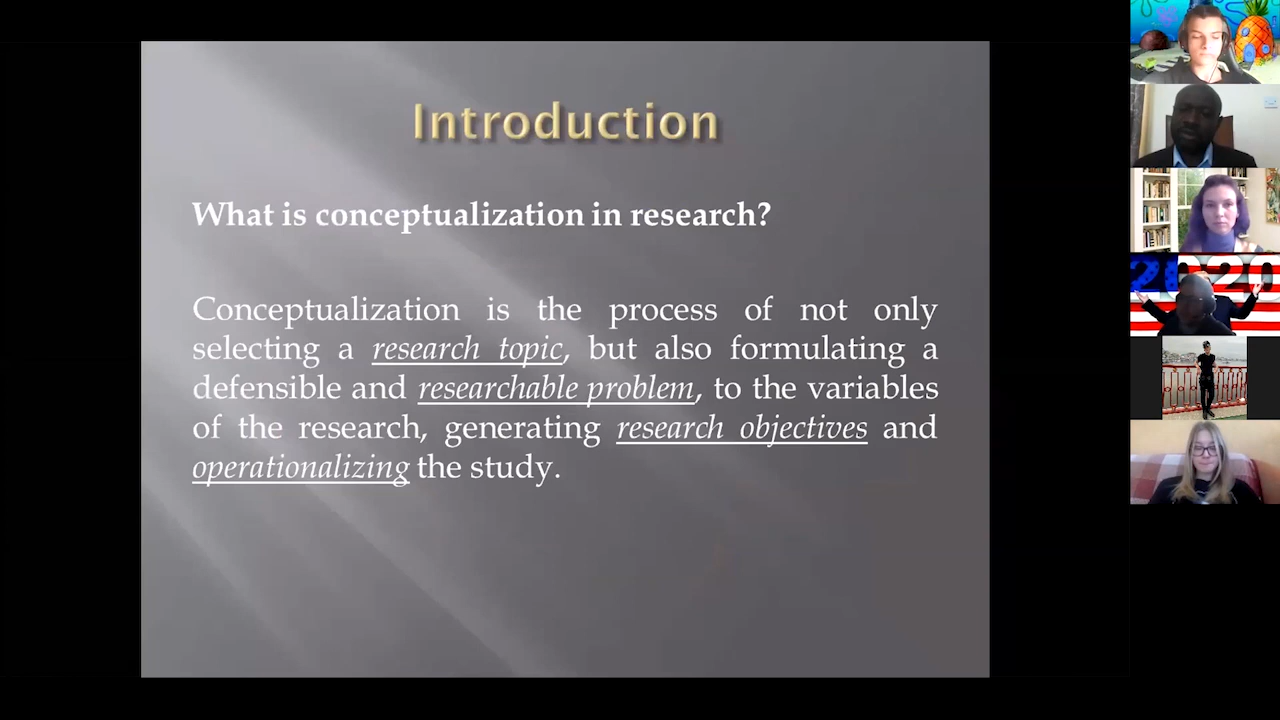 Introduction
What is conceptualization in research?
Conceptualization is the process of not only
selecting a research topic, but also formulating a
defensible and researchable problem, to the variables
of the research, generating research objectives and
operationalizing the study.
2020